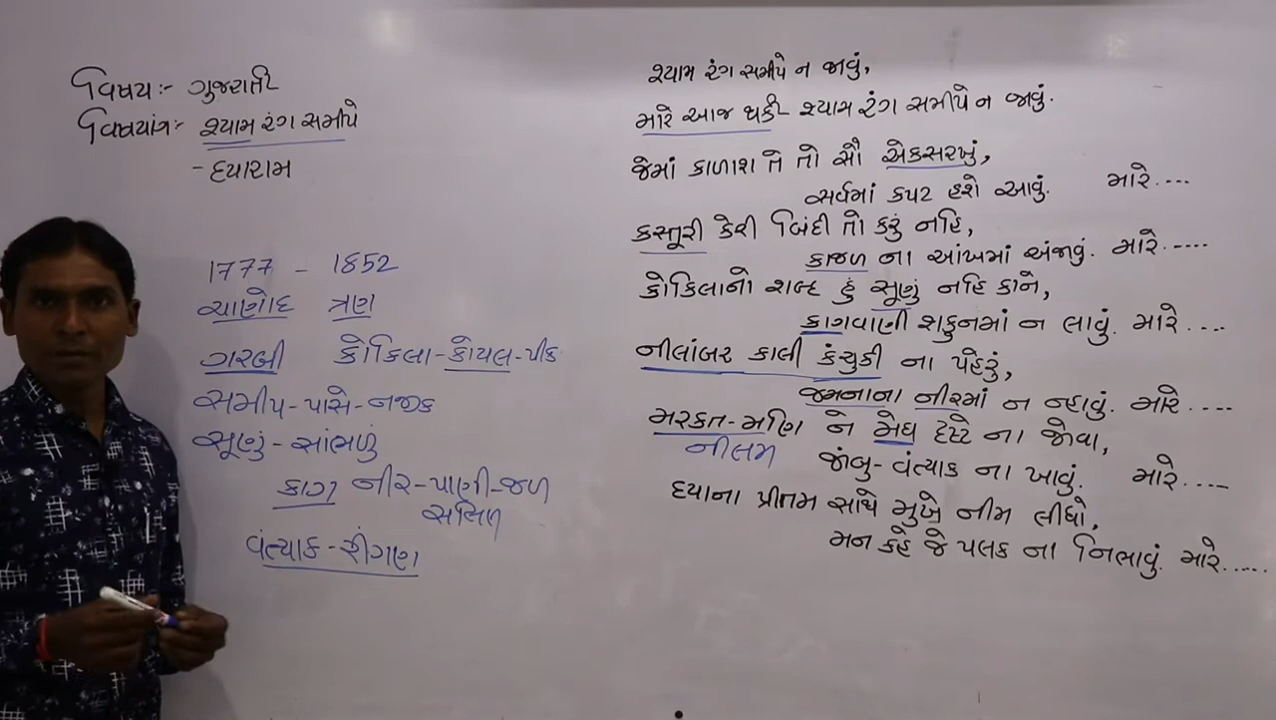 વિષય:- ગુજરાતી
વિષયાંગ:- શ્યામ રંગ સમીપે
- દયારામ
1777 - 1852
ચાણોદ ત્રણ
ગરબી કોકિલા-કોયલ-પીક
સમીપ-પાસે-નજીક
સૂણું - સાંભળું
કાગ નીર-પાણી-જળ
સલિલ
વંત્યાક-રીંગણ
શ્યામ રંગ સમીપે ન જાવું,
મારે આજ થકી શ્યામ રંગ સમીપે ન જાવું.
જેમાં કાળાશ તે તો સૌ એકસરખું,
સર્વમાં કપટ હશે આવું. મારે....
કસ્તૂરી કેરી બિંદી તો કરું નહિ,
કાજળ ના આંખમાં અંજાવું. મારે.....
કોકિલાનો શબ્દ હું સૂણું નહિ કાને,
કાગવાણી શકુનમાં ન લાવું. મારે....
નીલાંબર કાળી કંચુકી ના પહેરું,
જમનાના નીરમાં ન ન્હાવું. મારે....
મરકત-મણિ ને મેઘ દૃષ્ટે ના જોવા,
નીલમ
જાંબુ-વંત્યાક ના ખાવું. મારે....
દયાના પ્રીતમ સાથે મુખે નીમ લીધો,
મન કહે જે પલક ના નિભાવું. મારે......